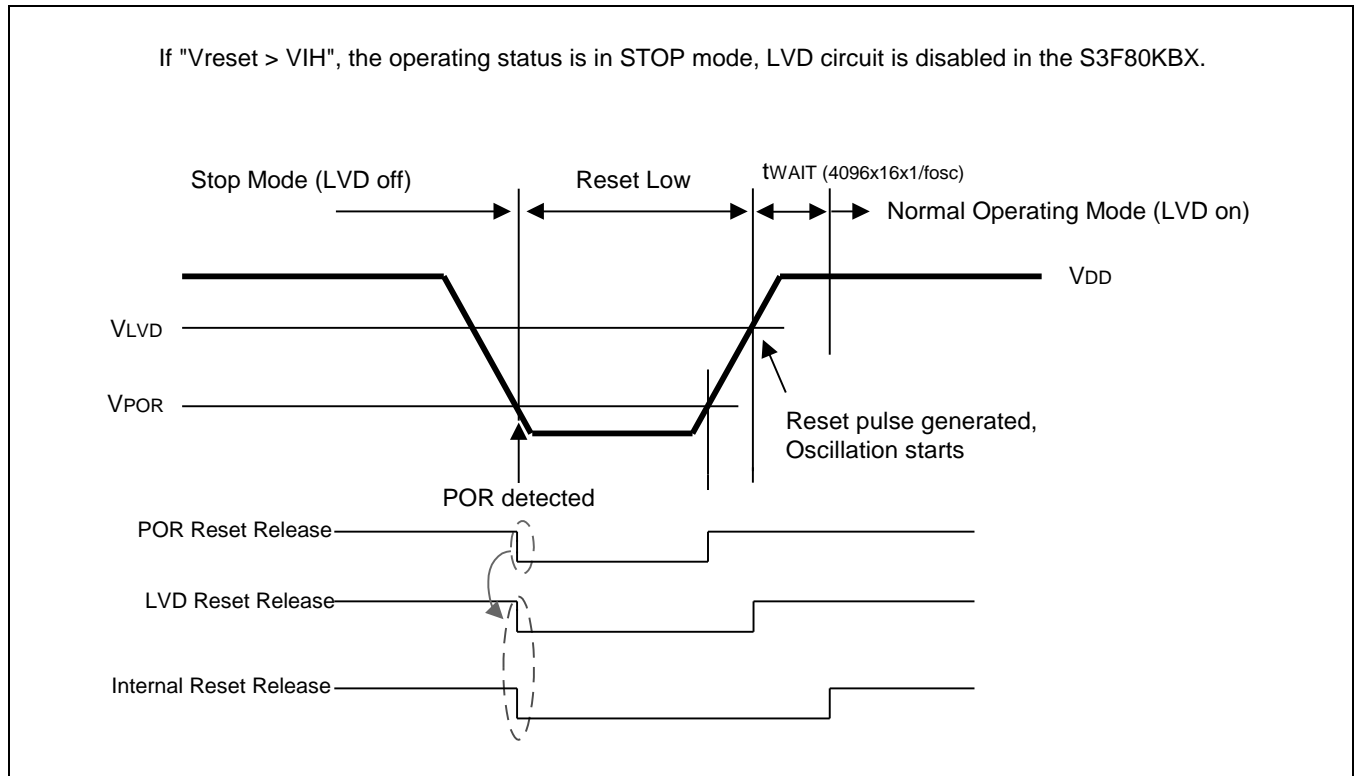 If "Vreset > VIH", the operating status is in STOP mode, LVD circuit is disabled in the S3F80KBX.
Stop Mode (LVD off)
Reset Low
tWAIT (4096x16x1/fosc)
Normal Operating Mode (LVD on)
VDD
VLVD
VPOR
Reset pulse generated,
Oscillation starts
POR detected
POR Reset Release
LVD Reset Release
Internal Reset Release